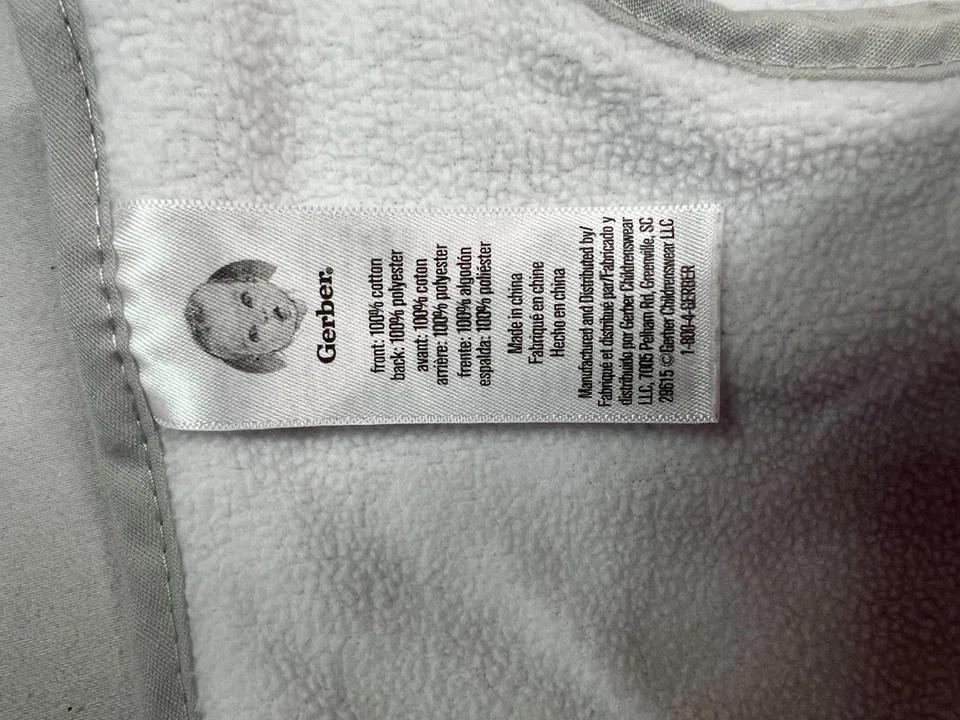 Gerber®
front: 100% cotton
back: 100% polyester
avant: 100% coton
arrière: 100% polyester
frente: 100% algodón
espalda: 100% poliéster
Made in china
Fabriqué en chine
Hecho en china
Manufactured and Distributed by/
Fabriqué et distribue par/Fabricado y
distribuido por Gerber Childrenswear
LLC, 7005 Pelham Rd, Greenville, SC
29615 ©Gerber Childrenswear LLC
1-800-4-GERBER